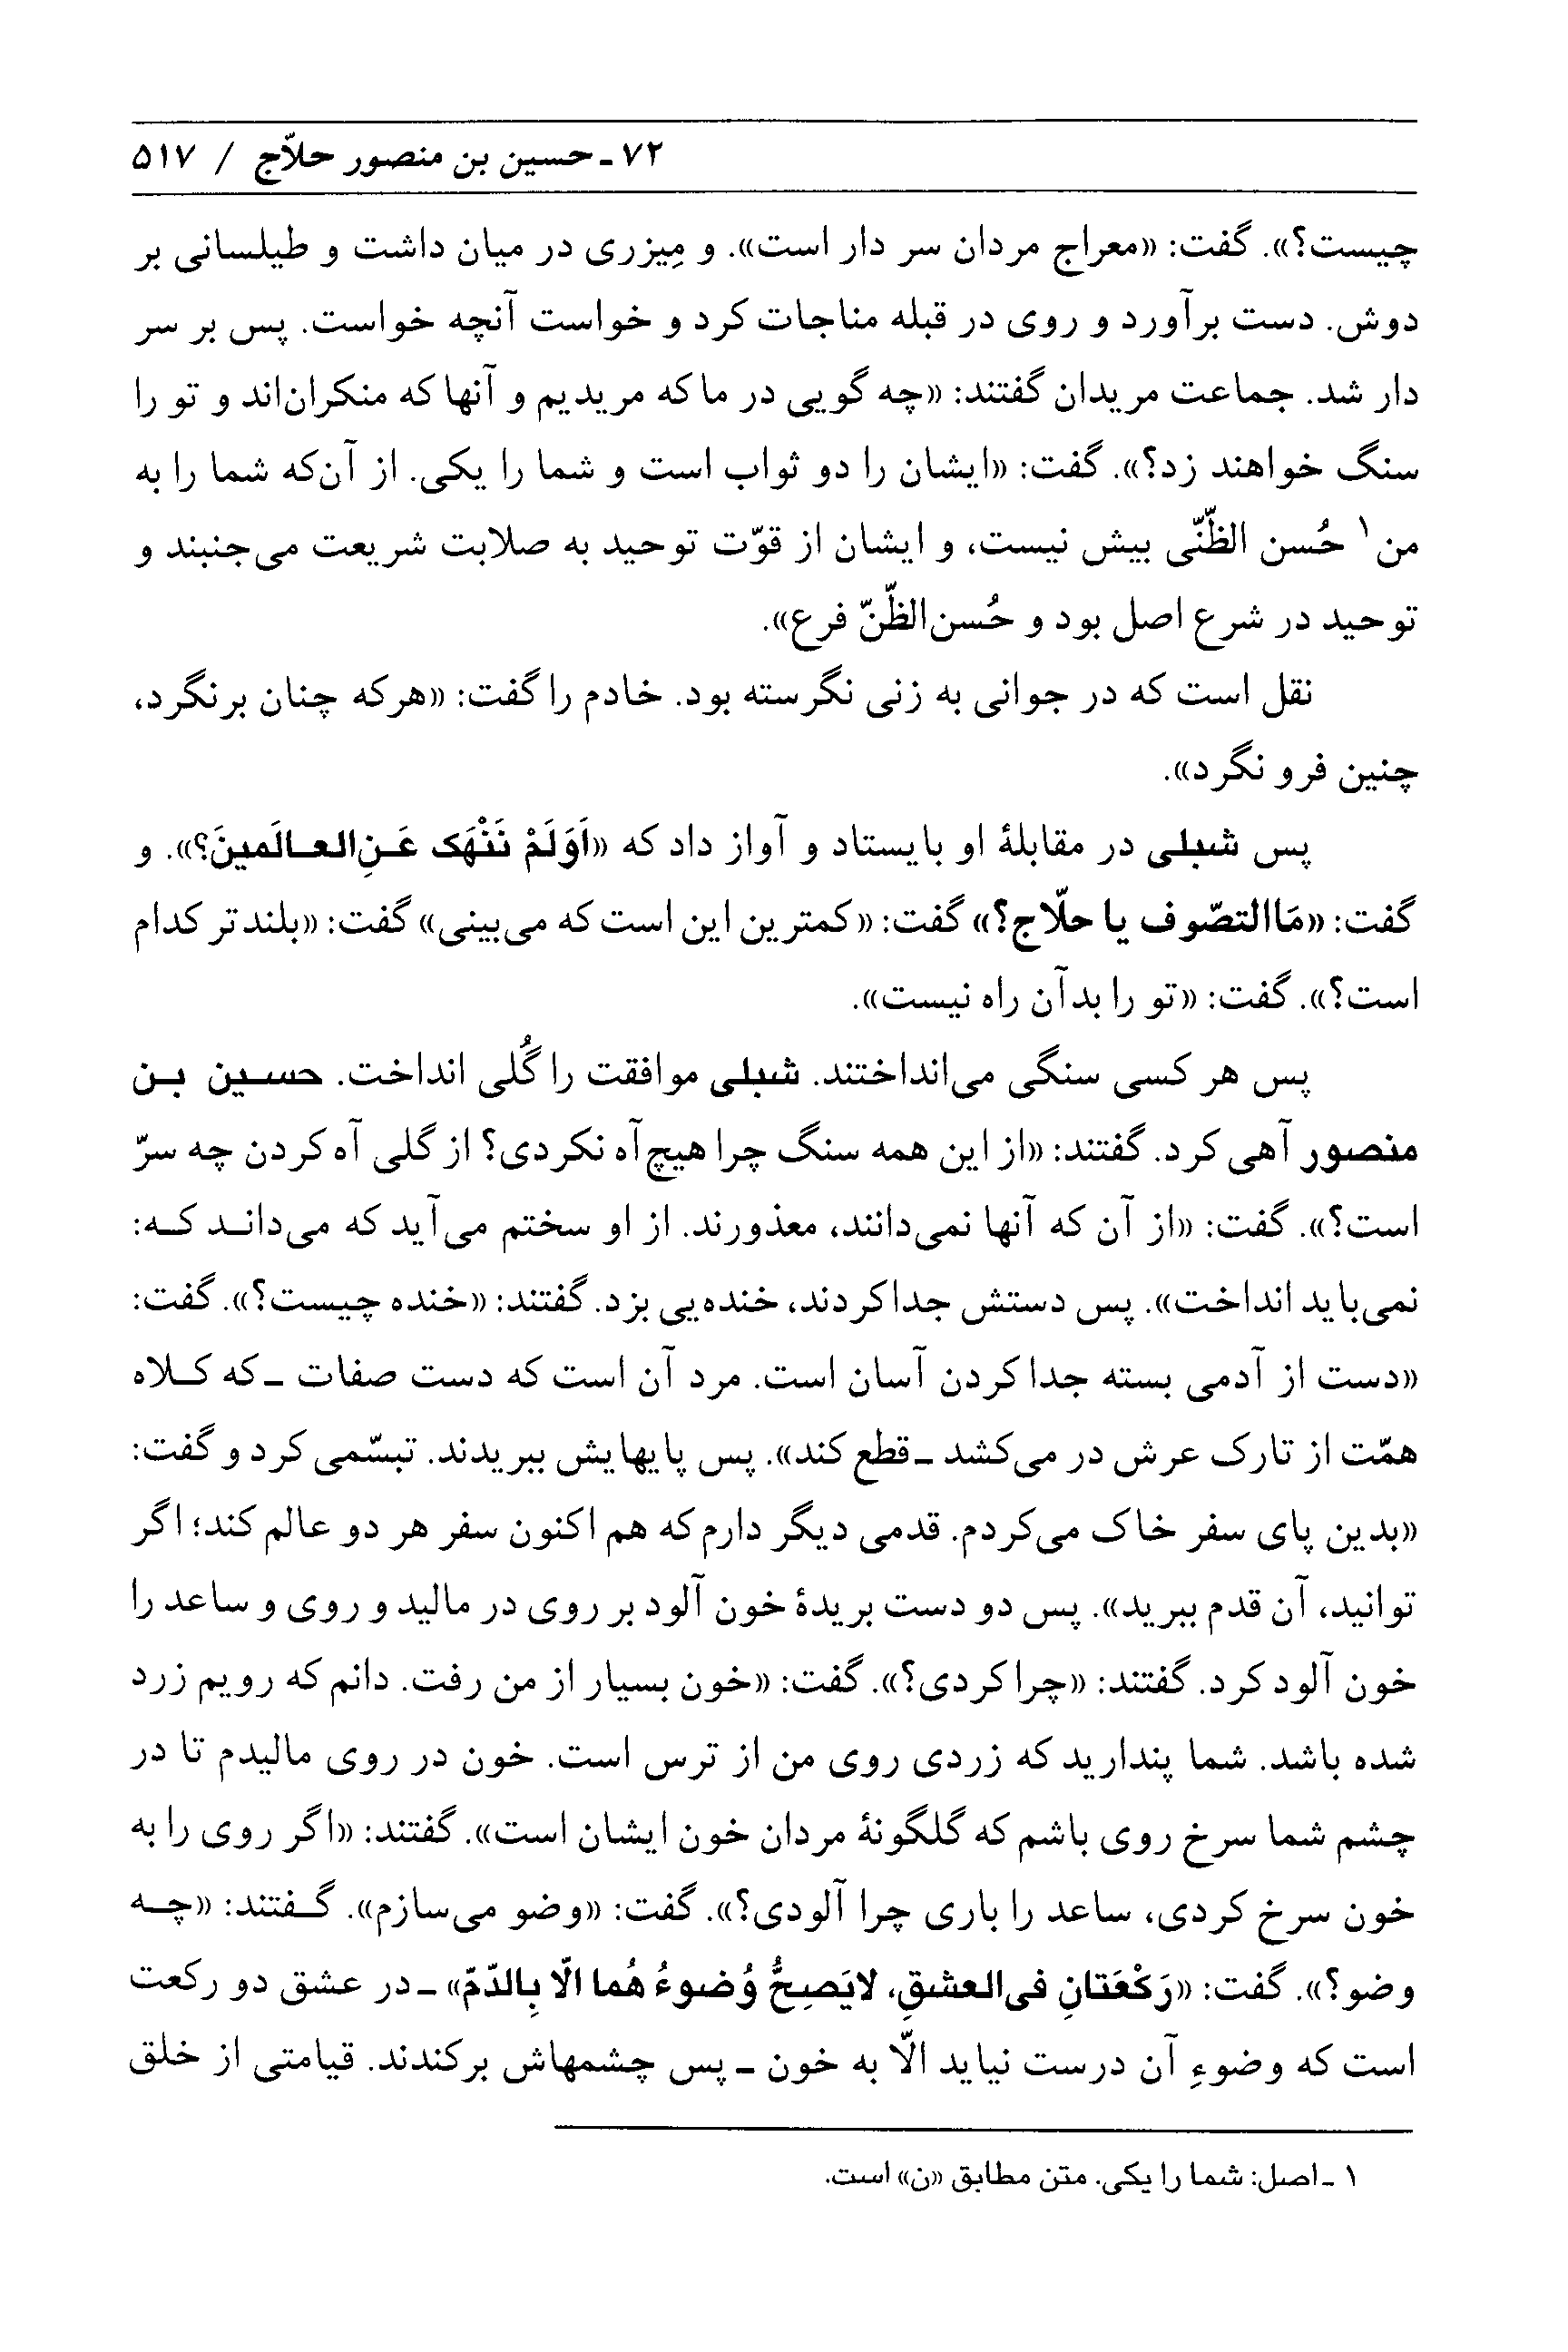 ۷۲ ـ حسین بن منصور حلاّج / ۵۱۷
چیست؟». گفت: «معراج مردان سر دار است». و مِیزری در میان داشت و طیلسانی بر
دوش. دست برآورد و روی در قبله مناجات کرد و خواست آنچه خواست. پس بر سر
دار شد. جماعت مریدان گفتند: «چه گویی در ما که مریدیم و آنها که منکران‌اند و تو را
سنگ خواهند زد؟». گفت: «ایشان را دو ثواب است و شما را یکی. از آن‌که شما را به
من۱ حُسن الظّنّی بیش نیست، و ایشان از قوّت توحید به صلابت شریعت می‌جنبند و
توحید در شرع اصل بود و حُسن‌الظّنّ فرع».
نقل است که در جوانی به زنی نگرسته بود. خادم را گفت: «هرکه چنان برنگرد،
چنین فرو نگرد».
پس شبلی در مقابلهٔ او بایستاد و آواز داد که «اَوَلَمْ نَنْهَک عَـنِ‌العـالَمینَ؟». و
گفت: «مَاالتصّوف یا حلّاج؟» گفت: «کمترین این است که می‌بینی» گفت: «بلندتر کدام
است؟». گفت: «تو را بدآن راه نیست».
پس هر کسی سنگی می‌انداختند. شبلی موافقت را گُلی انداخت. حسـین بـن
منصور آهی کرد. گفتند: «از این همه سنگ چرا هیچ آه نکردی؟ از گلی آه کردن چه سرّ
است؟». گفت: «از آن که آنها نمی‌دانند، معذورند. از او سختم می‌آید که می‌دانـد کـه:
نمی‌باید انداخت». پس دستش جدا کردند، خنده‌یی بزد. گفتند: «خنده چیست؟». گفت:
«دست از آدمی بسته جدا کردن آسان است. مرد آن است که دست صفات ـ که کـلاه
همّت از تارک عرش در می‌کشد ـ قطع کند». پس پایهایش ببریدند. تبسّمی کرد و گفت:
«بدین پای سفر خاک می‌کردم. قدمی دیگر دارم که هم اکنون سفر هر دو عالم کند؛ اگر
توانید، آن قدم ببرید». پس دو دست بریدهٔ خون آلود بر روی در مالید و روی و ساعد را
خون آلود کرد. گفتند: «چرا کردی؟». گفت: «خون بسیار از من رفت. دانم که رویم زرد
شده باشد. شما پندارید که زردی روی من از ترس است. خون در روی مالیدم تا در
چشم شما سرخ روی باشم که گلگونهٔ مردان خون ایشان است». گفتند: «اگر روی را به
خون سرخ کردی، ساعد را باری چرا آلودی؟». گفت: «وضو می‌سازم». گـفتند: «چـه
وضو؟». گفت: «رَکْعَتانِ فی‌العشقِ، لایَصِحُّ وُضوءُ هُما الّا بِالدّمّ» ـ در عشق دو رکعت
است که وضوءِ آن درست نیاید الّا به خون ـ پس چشمهاش برکندند. قیامتی از خلق
۱ ـ اصل: شما را یکی. متن مطابق «ن» است.